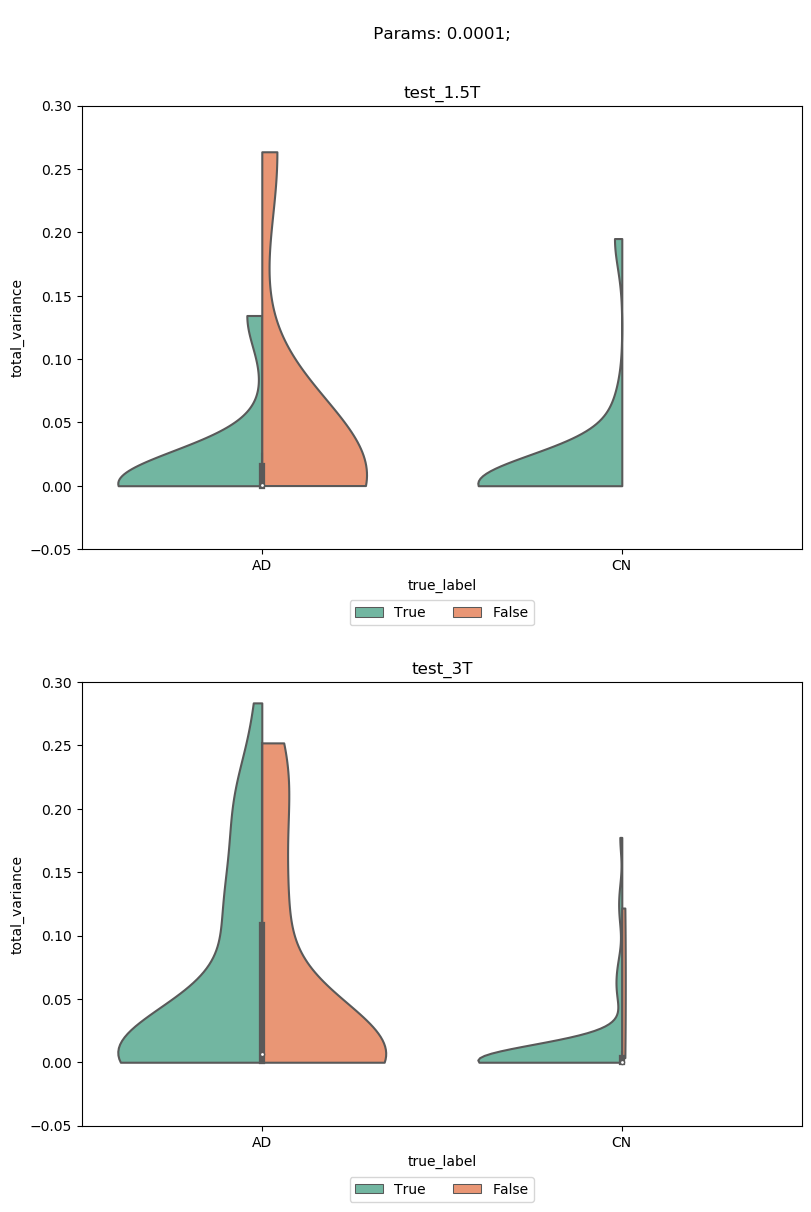 Params: 0.0001;
test_1.5T
0.30
0.25
0.20
0.15
0.10
0.05
0.00
−0.05
total_variance
AD CN
true_label
True False
test_3T
0.30
0.25
0.20
0.15
0.10
0.05
0.00
−0.05
total_variance
AD CN
true_label
True False